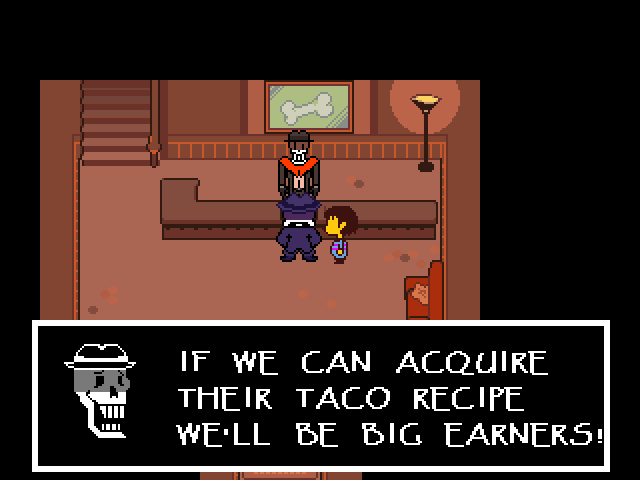 IF WE CAN ACQUIRE
THEIR TACO RECIPE
WE'LL BE BIG EARNERS!